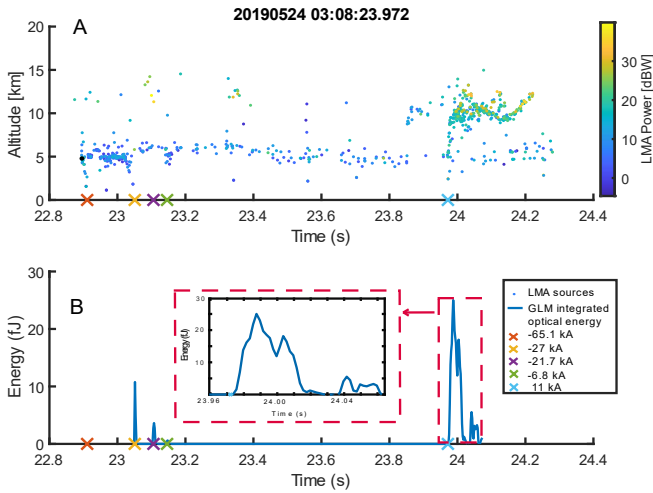 20190524 03:08:23.972
A
Altitude [km]
20
15
10
5
0
22.8 23 23.2 23.4 23.6 23.8 24 24.2 24.4
Time (s)
30
20
10
0
LMA Power [dBW]
B
Energy (fJ)
30
20
10
0
22.8 23 23.2 23.4 23.6 23.8 24 24.2 24.4
Time (s)
Energy (fJ)
30
20
10
23.96 24.00 24.04
Time (s)
LMA sources
GLM integrated
optical energy
-65.1 kA
-27 kA
-21.7 kA
-6.8 kA
11 kA